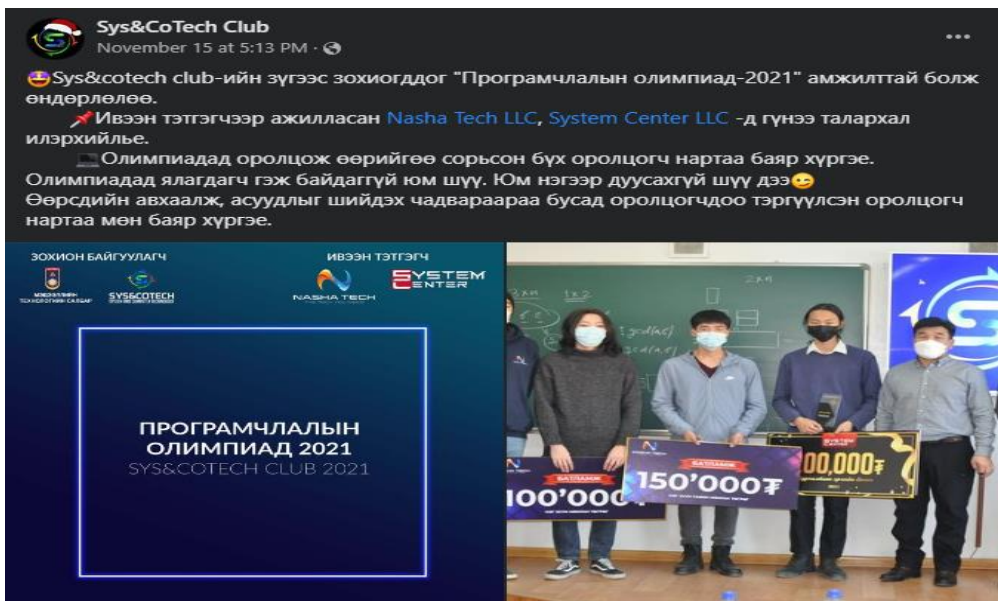 Sys&CoTech Club
November 15 at 5:13 PM
🤩Sys&cotech club-ийн зүгээс зохиогддог "Програмчлалын олимпиад-2021" амжилттай болж
өндөрлөлөө.
📌Ивээн тэтгэгчээр ажилласан Nasha Tech LLC, System Center LLC -д гүнээ талархал
илэрхийлье.
💻Олимпиадад оролцож өөрийгөө сорьсон бүх оролцогч нартаа баяр хүргэе.
Олимпиадад ялагдагч гэж байдаггүй юм шүү. Юм нэгээр дуусахгүй шүү дээ😉
Өөрсдийн авхаалж, асуудлыг шийдэх чадвараараа бусад оролцогчдоо тэргүүлсэн оролцогч
нартаа мөн баяр хүргэе.
ЗОХИОН БАЙГУУЛАГЧ
ИВЭЭН ТЭТГЭГЧ
SYS&COTECH
NASHA TECH
SYSTEM
CENTER
ПРОГРАМЧЛАЛЫН
ОЛИМПИАД 2021
SYS&COTECH CLUB 2021
2xn
1x2
БАТЛАМЖ
100'000₮
БАТЛАМЖ
150'000₮
SYSTEM
00,000₮